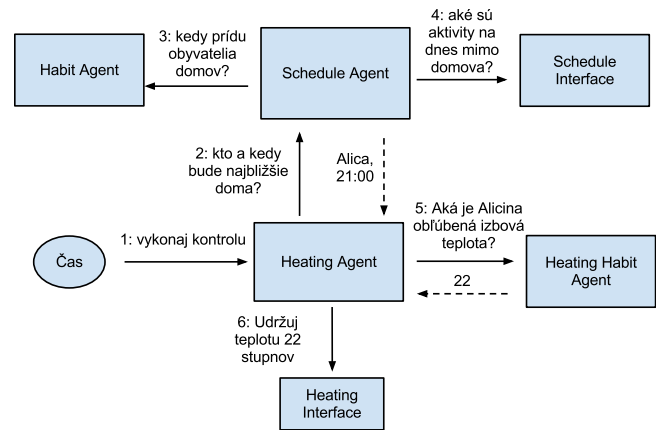 3: kedy prídu
obyvatelia
domov?
4: aké sú
aktivity na
dnes mimo
domova?
Habit Agent
Schedule Agent
Schedule
Interface
2: kto a kedy
bude najbližšie
doma?
Alica,
21:00
5: Aká je Alicina
obľúbená izbová
teplota?
1: vykonaj kontrolu
Čas
Heating Agent
Heating Habit
Agent
22
6: Udržuj
teplotu 22
stupnov
Heating
Interface